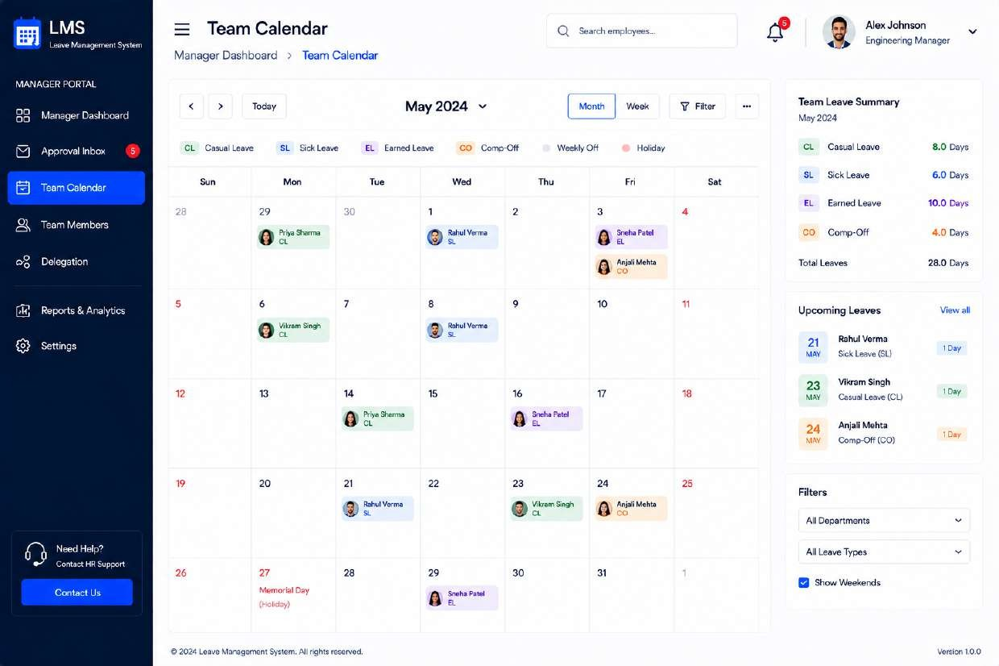 LMS
Leave Management System
MANAGER PORTAL
Manager Dashboard
Approval Inbox 5
Team Calendar
Team Members
Delegation
Reports & Analytics
Settings
Need Help?
Contact HR Support
Contact Us
Team Calendar
Manager Dashboard > Team Calendar
Search employees...
5
Alex Johnson
Engineering Manager
< > Today
May 2024
Month Week Filter ...
CL Casual Leave SL Sick Leave EL Earned Leave CO Comp-Off Weekly Off Holiday
Sun Mon Tue Wed Thu Fri Sat
28 29 30 1 2 3 4
Priya Sharma
CL
Rahul Verma
SL
Sneha Patel
EL
Anjali Mehta
CO
5 6 7 8 9 10 11
Vikram Singh
CL
Rahul Verma
SL
12 13 14 15 16 17 18
Priya Sharma
CL
Sneha Patel
EL
19 20 21 22 23 24 25
Rahul Verma
SL
Vikram Singh
CL
Anjali Mehta
CO
26 27 28 29 30 31 1
Memorial Day
(Holiday)
Sneha Patel
EL
Team Leave Summary
May 2024
CL Casual Leave 8.0 Days
SL Sick Leave 6.0 Days
EL Earned Leave 10.0 Days
CO Comp-Off 4.0 Days
Total Leaves 28.0 Days
Upcoming Leaves View all
21 MAY
Rahul Verma
Sick Leave (SL)
1 Day
23 MAY
Vikram Singh
Casual Leave (CL)
1 Day
24 MAY
Anjali Mehta
Comp-Off (CO)
1 Day
Filters
All Departments
All Leave Types
Show Weekends
© 2024 Leave Management System. All rights reserved.
Version 1.0.0